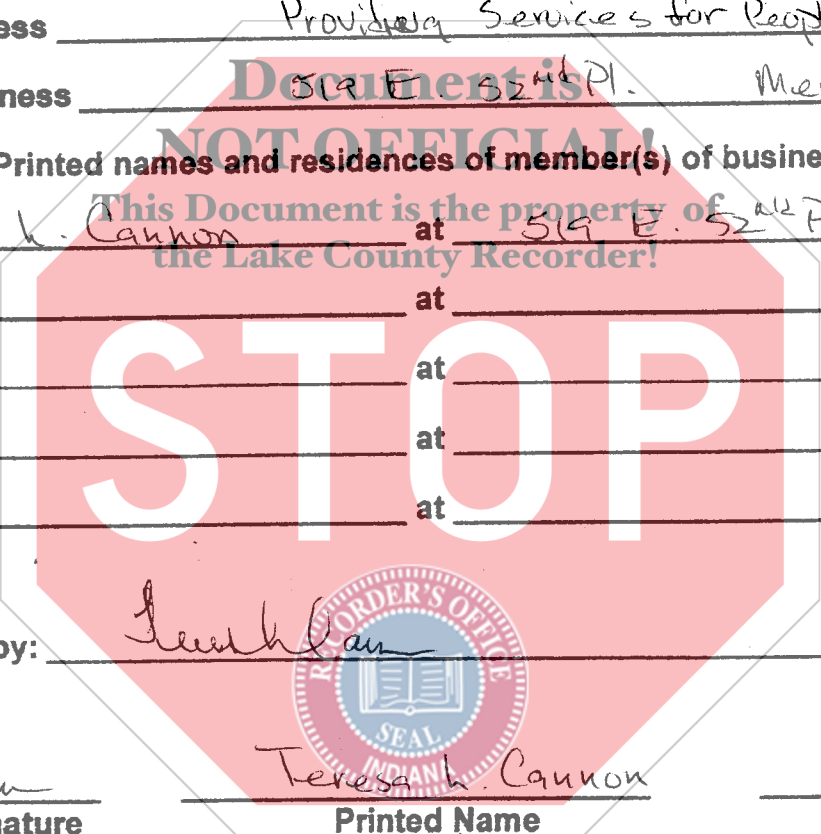 ess Providing Services for Peop
Document is
ness 519 E. 52nd Pl. Me
NOT OFFICIAL!
Printed names and residences of member(s) of busine
This Document is the property of
L. Cannon at 519 E. 52nd P
the Lake County Recorder!
at
at
at
at
STOP
RECORDER'S OFFICE
by:
SEAL
INDIANA
Teresa L. Cannon
nature Printed Name